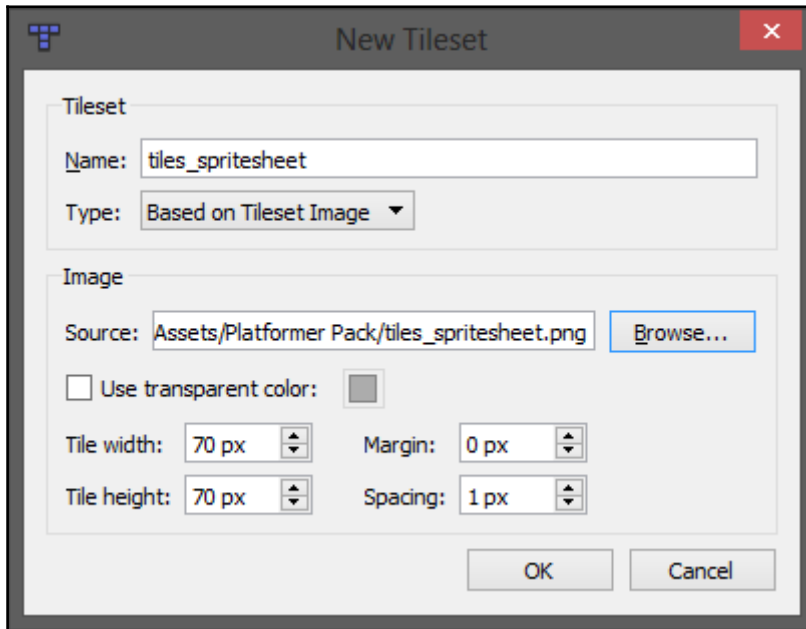 New Tileset
Tileset
Name: tiles_spritesheet
Type: Based on Tileset Image
Image
Source: Assets/Platformer Pack/tiles_spritesheet.png Browse...
Use transparent color:
Tile width: 70 px Margin: 0 px
Tile height: 70 px Spacing: 1 px
OK Cancel